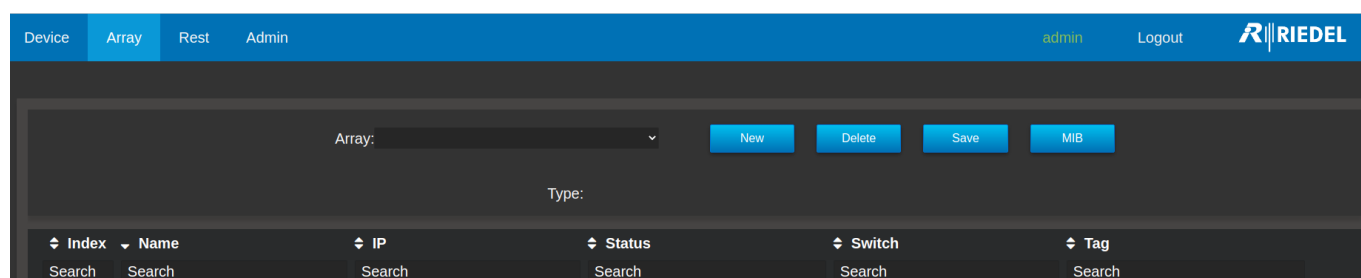 Device Array Rest Admin admin Logout RIEDEL
Array: New Delete Save MIB
Type:
Index Name IP Status Switch Tag
Search Search Search Search Search Search